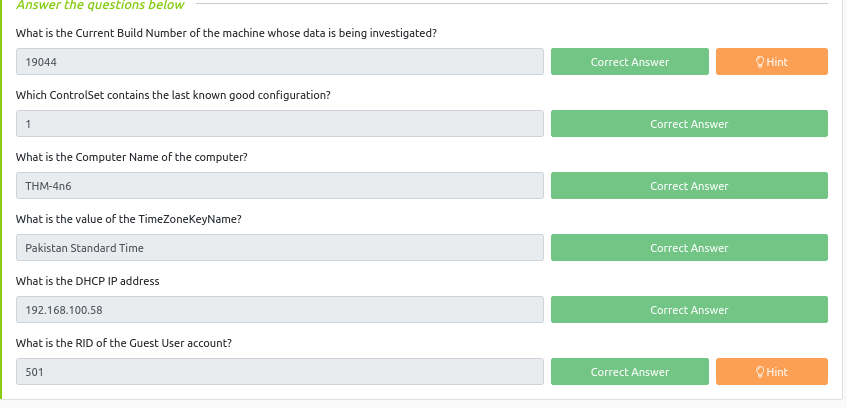 Answer the questions below
What is the Current Build Number of the machine whose data is being investigated?
19044 Correct Answer Hint
Which ControlSet contains the last known good configuration?
1 Correct Answer
What is the Computer Name of the computer?
THM-4n6 Correct Answer
What is the value of the TimeZoneKeyName?
Pakistan Standard Time Correct Answer
What is the DHCP IP address
192.168.100.58 Correct Answer
What is the RID of the Guest User account?
501 Correct Answer Hint